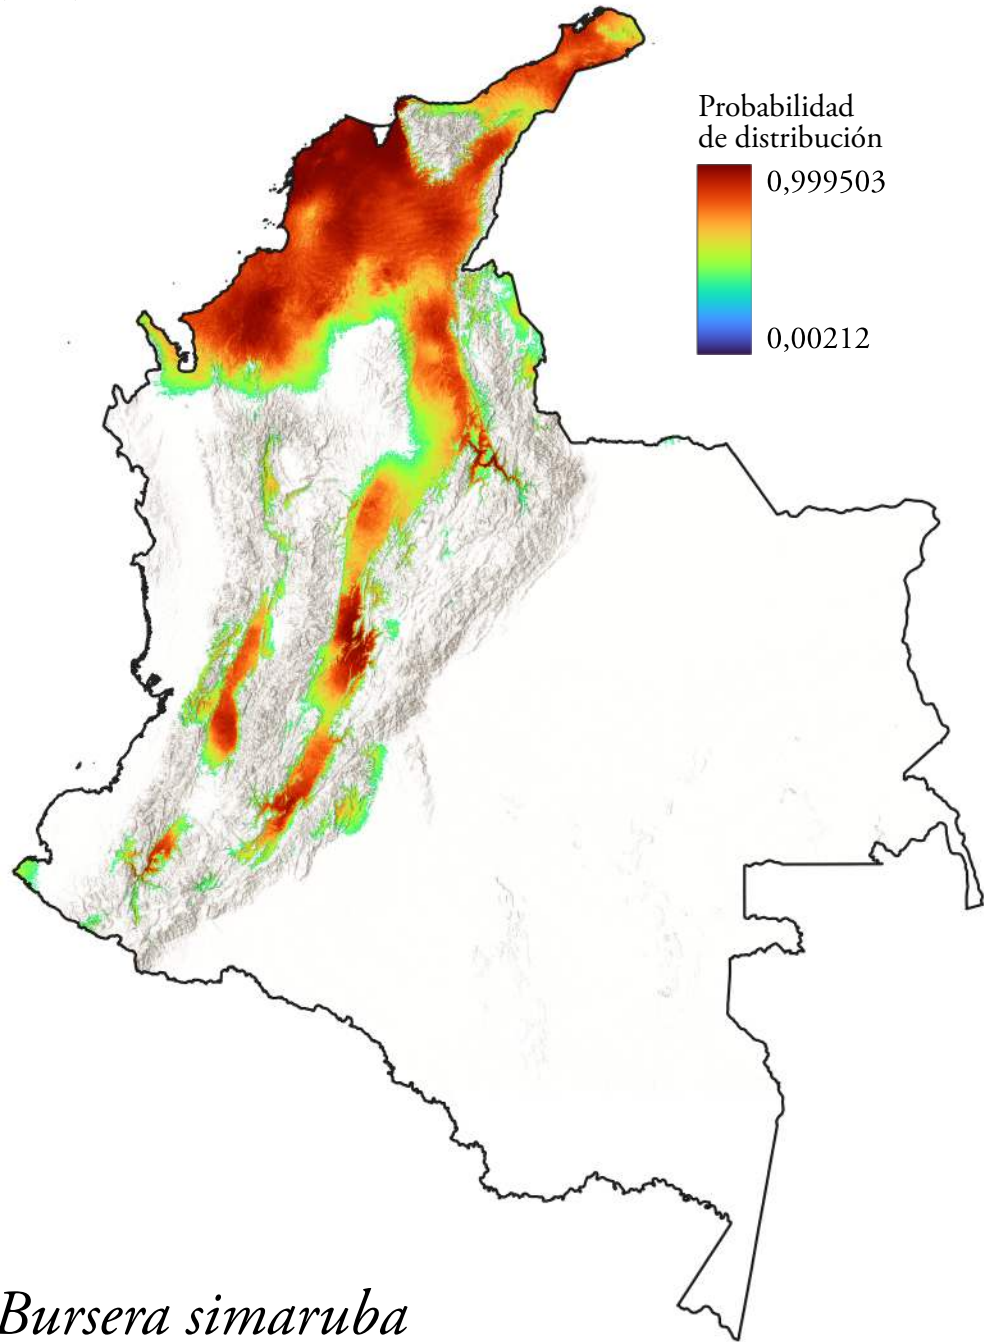 Probabilidad
de distribución
0,999503
0,00212
Bursera simaruba